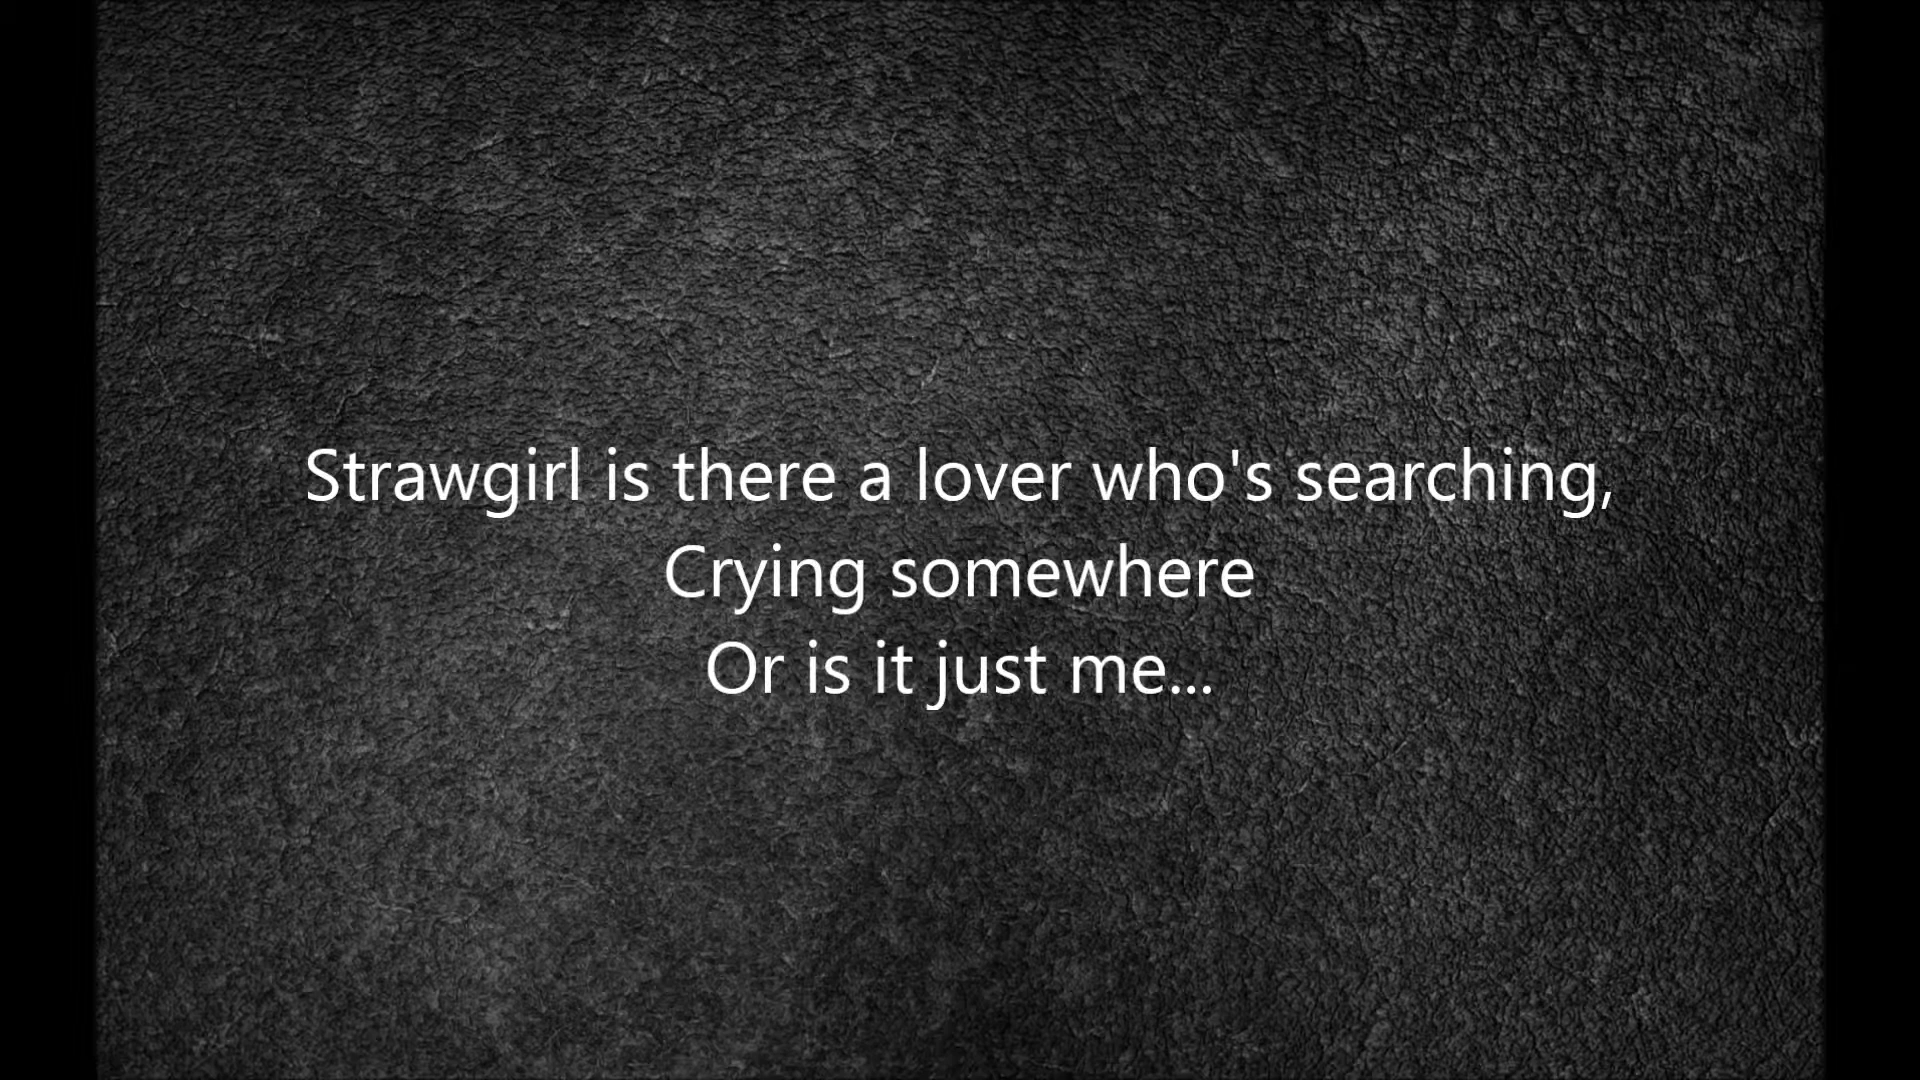 Strawgirl is there a lover who's searching,
Crying somewhere
Or is it just me...